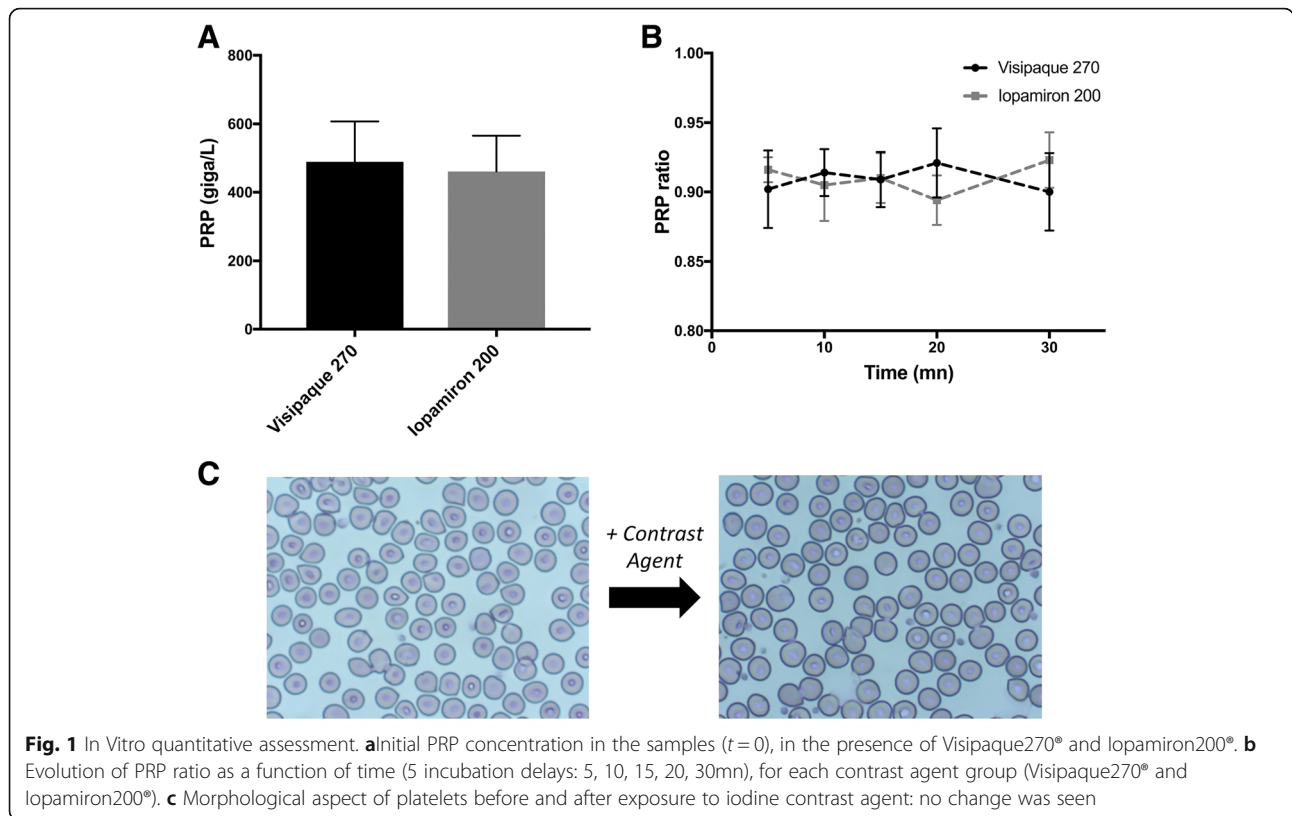 A
800
600
400
200
0
PRP (giga/L)
Visipaque 270
Iopamiron 200
B
1.00
0.95
0.90
0.85
0.80
PRP ratio
0
10
20
30
Time (mn)
Visipaque 270
Iopamiron 200
C
+ Contrast
Agent
Fig. 1 In Vitro quantitative assessment. aInitial PRP concentration in the samples (t = 0), in the presence of Visipaque270® and Iopamiron200®. b
Evolution of PRP ratio as a function of time (5 incubation delays: 5, 10, 15, 20, 30mn), for each contrast agent group (Visipaque270® and
Iopamiron200®). c Morphological aspect of platelets before and after exposure to iodine contrast agent: no change was seen